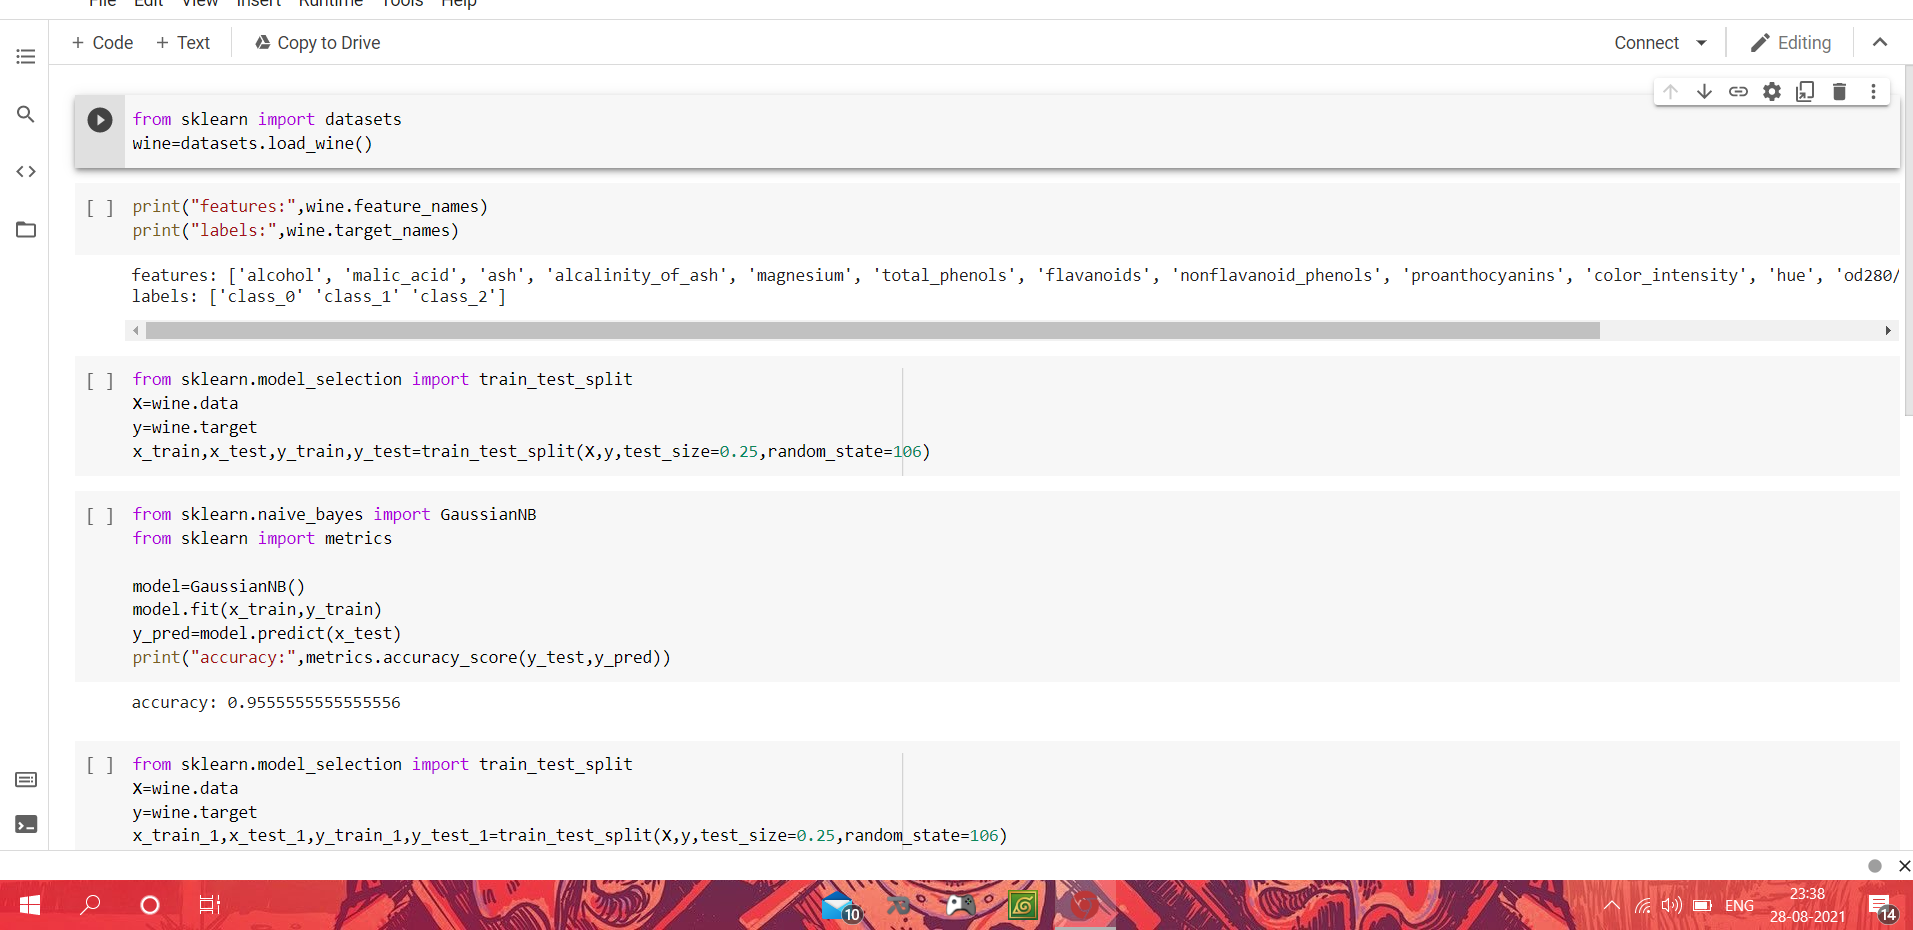 File Edit View Insert Runtime Tools Help
+ Code + Text Copy to Drive Connect Editing
from sklearn import datasets
wine=datasets.load_wine()
[ ] print("features:",wine.feature_names)
print("labels:",wine.target_names)
features: ['alcohol', 'malic_acid', 'ash', 'alcalinity_of_ash', 'magnesium', 'total_phenols', 'flavanoids', 'nonflavanoid_phenols', 'proanthocyanins', 'color_intensity', 'hue', 'od280/
labels: ['class_0' 'class_1' 'class_2']
[ ] from sklearn.model_selection import train_test_split
X=wine.data
y=wine.target
x_train,x_test,y_train,y_test=train_test_split(X,y,test_size=0.25,random_state=106)
[ ] from sklearn.naive_bayes import GaussianNB
from sklearn import metrics
model=GaussianNB()
model.fit(x_train,y_train)
y_pred=model.predict(x_test)
print("accuracy:",metrics.accuracy_score(y_test,y_pred))
accuracy: 0.9555555555555556
[ ] from sklearn.model_selection import train_test_split
X=wine.data
y=wine.target
x_train_1,x_test_1,y_train_1,y_test_1=train_test_split(X,y,test_size=0.25,random_state=106)
10
ENG
23:38
28-08-2021
14